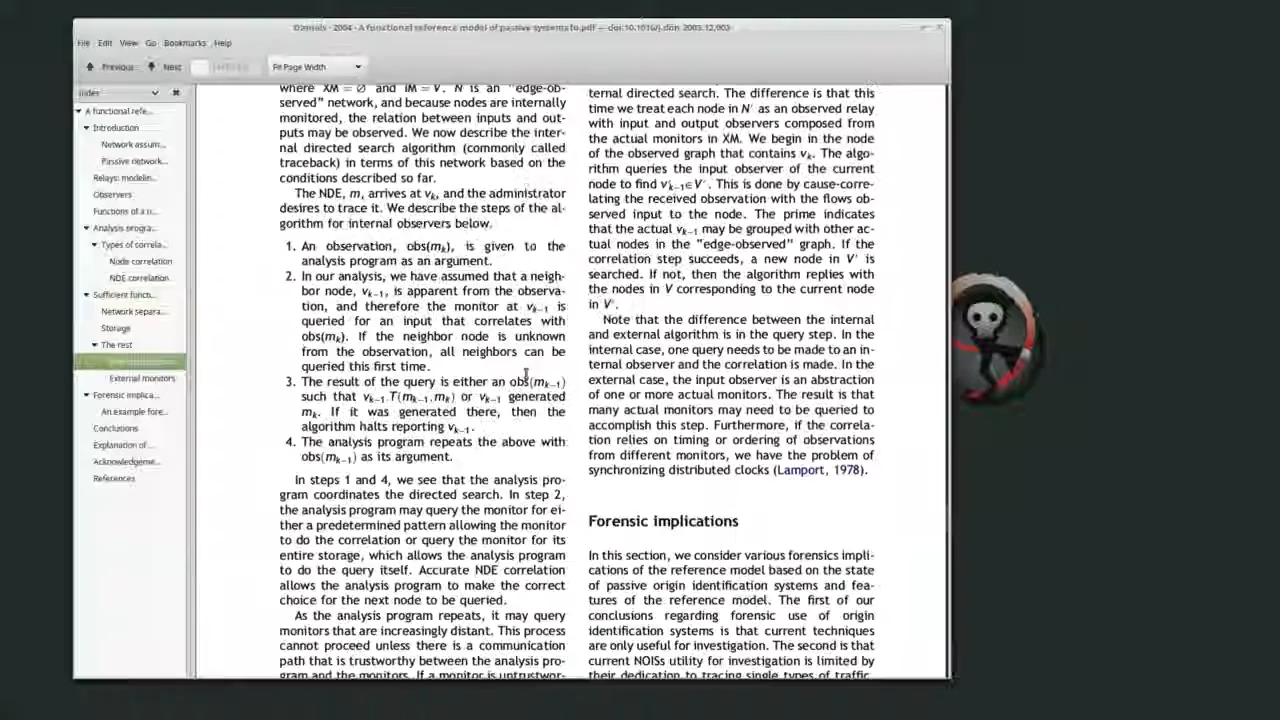 Daniels - 2004 - A functional reference model of passive systems fo.pdf — doi:10.1016/j.diin.2003.12.002
File Edit View Go Bookmarks Help
Previous Next Fit Page Width
Index
A functional refe...
Introduction
Network assum...
Passive network...
Relays: modelin...
Observers
Functions of a n...
Analysis progra...
Types of correla...
Node correlation
NDE correlation
Sufficient functi...
Network separa...
Storage
The rest
External monitors
Forensic implica...
An example fore...
Conclusions
Explanation of ...
Acknowledgeme...
References
where XM = ∅ and IM = V. N is an "edge-ob-
served" network, and because nodes are internally
monitored, the relation between inputs and out-
puts may be observed. We now describe the inter-
nal directed search algorithm (commonly called
traceback) in terms of this network based on the
conditions described so far.
The NDE, m, arrives at vk, and the administrator
desires to trace it. We describe the steps of the al-
gorithm for internal observers below.
1. An observation, obs(mk), is given to the
analysis program as an argument.
2. In our analysis, we have assumed that a neigh-
bor node, vk−1, is apparent from the observa-
tion, and therefore the monitor at vk−1 is
queried for an input that correlates with
obs(mk). If the neighbor node is unknown
from the observation, all neighbors can be
queried this first time.
3. The result of the query is either an obs(mk−1)
such that vk−1.T(mk−1,mk) or vk−1 generated
mk. If it was generated there, then the
algorithm halts reporting vk−1.
4. The analysis program repeats the above with
obs(mk−1) as its argument.
In steps 1 and 4, we see that the analysis pro-
gram coordinates the directed search. In step 2,
the analysis program may query the monitor for ei-
ther a predetermined pattern allowing the monitor
to do the correlation or query the monitor for its
entire storage, which allows the analysis program
to do the query itself. Accurate NDE correlation
allows the analysis program to make the correct
choice for the next node to be queried.
As the analysis program repeats, it may query
monitors that are increasingly distant. This process
cannot proceed unless there is a communication
path that is trustworthy between the analysis pro-
gram and the monitors. If a monitor is untrustwor-
ternal directed search. The difference is that this
time we treat each node in N′ as an observed relay
with input and output observers composed from
the actual monitors in XM. We begin in the node
of the observed graph that contains vk. The algo-
rithm queries the input observer of the current
node to find v′k−1∈V′. This is done by cause-corre-
lating the received observation with the flows ob-
served input to the node. The prime indicates
that the actual vk−1 may be grouped with other ac-
tual nodes in the "edge-observed" graph. If the
correlation step succeeds, a new node in V′ is
searched. If not, then the algorithm replies with
the nodes in V corresponding to the current node
in V′.
Note that the difference between the internal
and external algorithm is in the query step. In the
internal case, one query needs to be made to an in-
ternal observer and the correlation is made. In the
external case, the input observer is an abstraction
of one or more actual monitors. The result is that
many actual monitors may need to be queried to
accomplish this step. Furthermore, if the correla-
tion relies on timing or ordering of observations
from different monitors, we have the problem of
synchronizing distributed clocks (Lamport, 1978).
Forensic implications
In this section, we consider various forensics impli-
cations of the reference model based on the state
of passive origin identification systems and fea-
tures of the reference model. The first of our
conclusions regarding forensic use of origin
identification systems is that current techniques
are only useful for investigation. The second is that
current NOISs utility for investigation is limited by
their dedication to tracing single types of traffic.